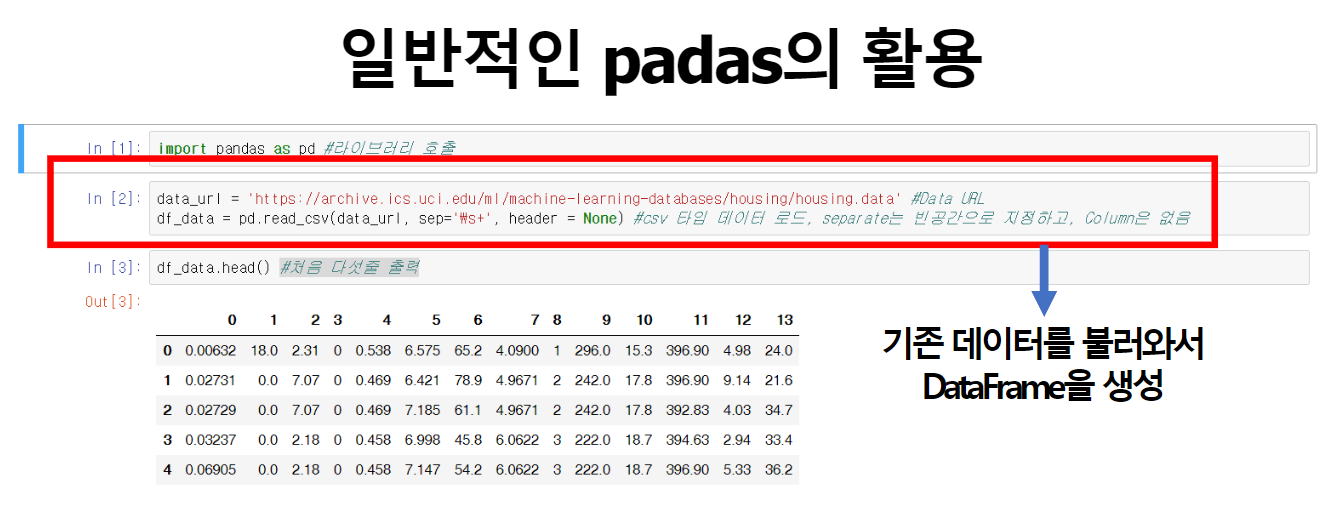 일반적인 padas의 활용
In [1]: import pandas as pd #라이브러리 호출
In [2]: data_url = 'https://archive.ics.uci.edu/ml/machine-learning-databases/housing/housing.data' #Data URL
df_data = pd.read_csv(data_url, sep='₩s+', header = None) #csv 타입 데이터 로드, separate는 빈공간으로 지정하고, Column은 없음
In [3]: df_data.head() #처음 다섯줄 출력
Out[3]:
0 1 2 3 4 5 6 7 8 9 10 11 12 13
0 0.00632 18.0 2.31 0 0.538 6.575 65.2 4.0900 1 296.0 15.3 396.90 4.98 24.0
1 0.02731 0.0 7.07 0 0.469 6.421 78.9 4.9671 2 242.0 17.8 396.90 9.14 21.6
2 0.02729 0.0 7.07 0 0.469 7.185 61.1 4.9671 2 242.0 17.8 392.83 4.03 34.7
3 0.03237 0.0 2.18 0 0.458 6.998 45.8 6.0622 3 222.0 18.7 394.63 2.94 33.4
4 0.06905 0.0 2.18 0 0.458 7.147 54.2 6.0622 3 222.0 18.7 396.90 5.33 36.2
기존 데이터를 불러와서
DataFrame을 생성